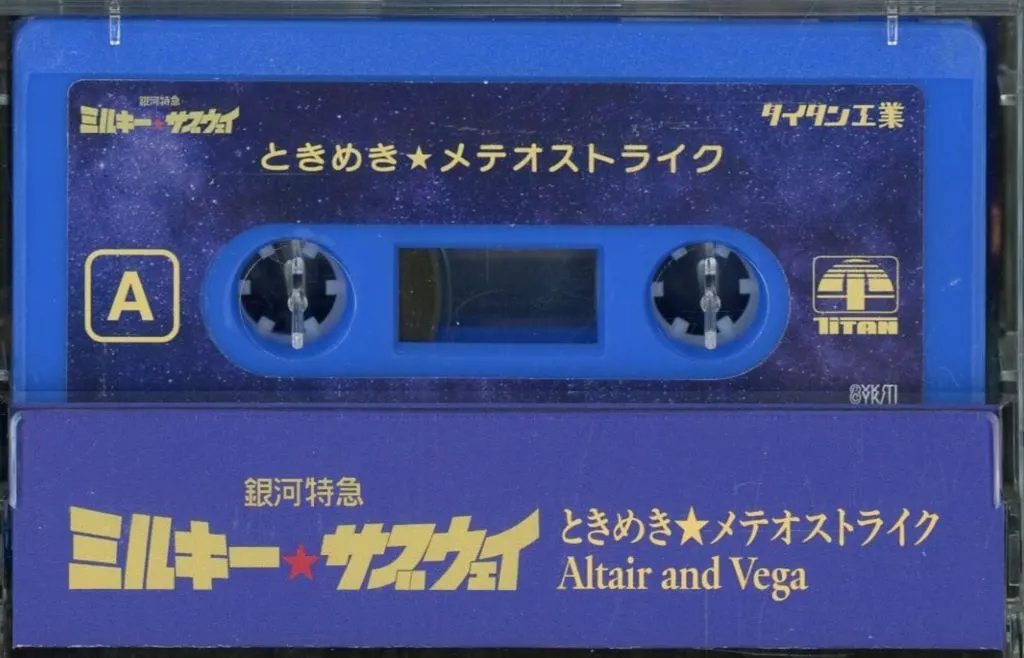 銀河特急
ミルキー★サブウェイ
タイタン工業
ときめき★メテオストライク
A
TITAN
©YK/TI
銀河特急
ミルキー★サブウェイ
ときめき★メテオストライク
Altair and Vega